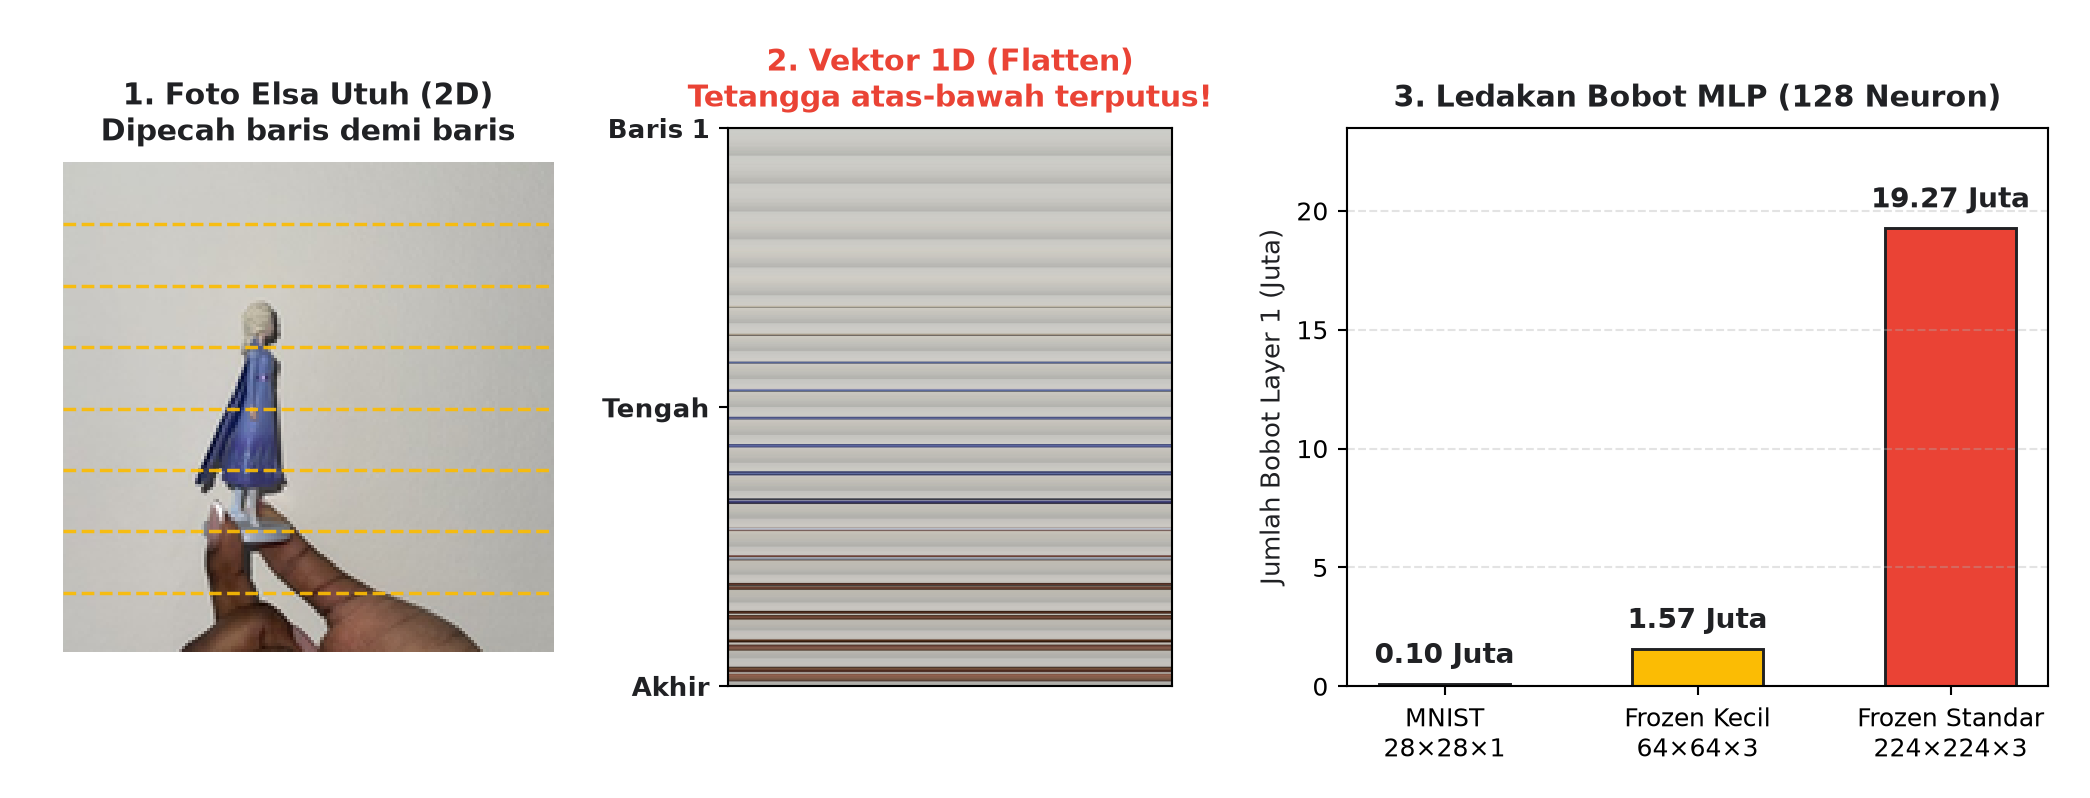 1. Foto Elsa Utuh (2D)
Dipecah baris demi baris
2. Vektor 1D (Flatten)
Tetangga atas-bawah terputus!
Baris 1
Tengah
Akhir
3. Ledakan Bobot MLP (128 Neuron)
Jumlah Bobot Layer 1 (Juta)
20
15
10
5
0
0.10 Juta
1.57 Juta
19.27 Juta
MNIST
28×28×1
Frozen Kecil
64×64×3
Frozen Standar
224×224×3